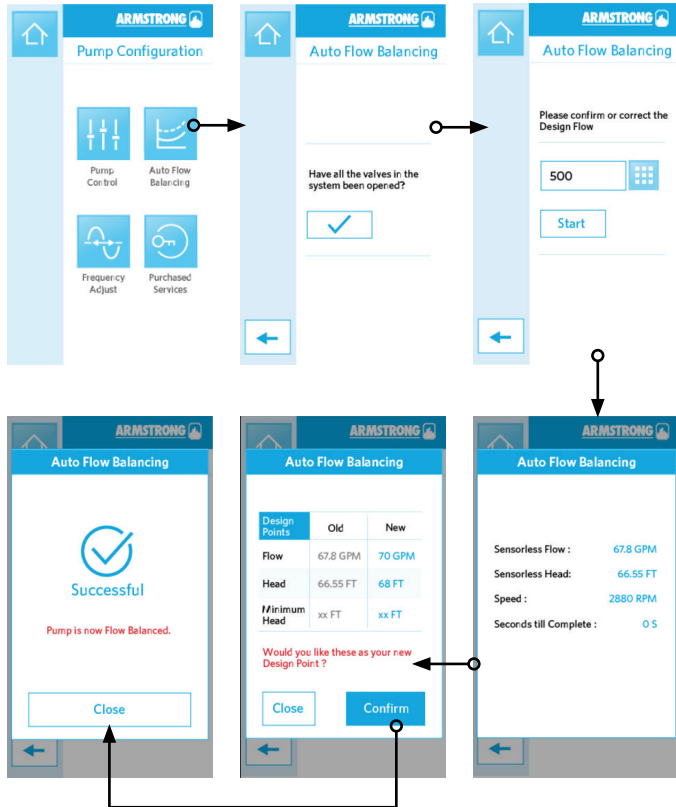 ARMSTRONG
Pump Configuration
Pump
Control
Auto Flow
Balancing
Frequency
Adjust
Purchased
Services
ARMSTRONG
Auto Flow Balancing
Have all the valves in the
system been opened?
ARMSTRONG
Auto Flow Balancing
Please confirm or correct the
Design Flow
500
Start
ARMSTRONG
Auto Flow Balancing
Successful
Pump is now Flow Balanced.
Close
ARMSTRONG
Auto Flow Balancing
Design
Points
Old
New
Flow
67.8 GPM
70 GPM
Head
66.55 FT
68 FT
Minimum
Head
xx FT
xx FT
Would you like these as your new
Design Point ?
Close
Confirm
ARMSTRONG
Auto Flow Balancing
Sensorless Flow :
67.8 GPM
Sensorless Head:
66.55 FT
Speed :
2880 RPM
Seconds till Complete :
0 S